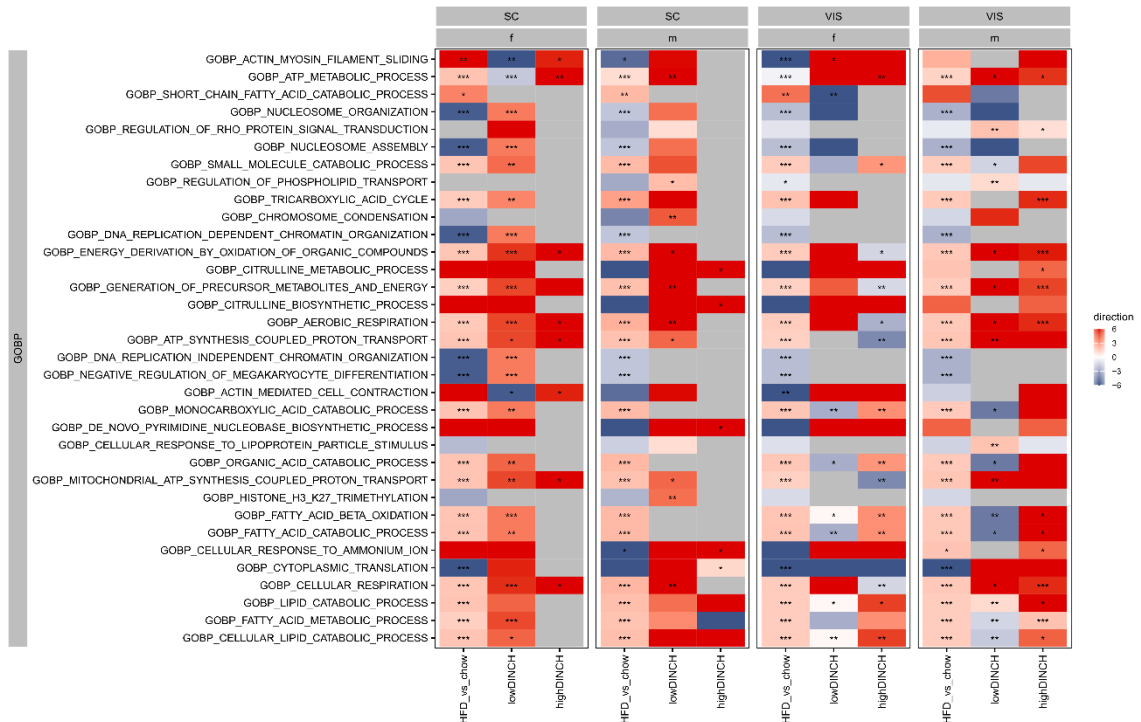 SC SC VIS VIS
f m f m
GOBP
GOBP_ACTIN_MYOSIN_FILAMENT_SLIDING ** ** * * *** *
GOBP_ATP_METABOLIC_PROCESS *** *** ** *** ** *** ** *** * *
GOBP_SHORT_CHAIN_FATTY_ACID_CATABOLIC_PROCESS * ** ** **
GOBP_NUCLEOSOME_ORGANIZATION *** *** *** *** ***
GOBP_REGULATION_OF_RHO_PROTEIN_SIGNAL_TRANSDUCTION ** *
GOBP_NUCLEOSOME_ASSEMBLY *** *** *** *** ***
GOBP_SMALL_MOLECULE_CATABOLIC_PROCESS *** ** *** *** * *** *
GOBP_REGULATION_OF_PHOSPHOLIPID_TRANSPORT * * **
GOBP_TRICARBOXYLIC_ACID_CYCLE *** ** *** *** *** ***
GOBP_CHROMOSOME_CONDENSATION **
GOBP_DNA_REPLICATION_DEPENDENT_CHROMATIN_ORGANIZATION *** *** *** *** ***
GOBP_ENERGY_DERIVATION_BY_OXIDATION_OF_ORGANIC_COMPOUNDS *** *** * *** * *** * *** * ***
GOBP_CITRULLINE_METABOLIC_PROCESS * *
GOBP_GENERATION_OF_PRECURSOR_METABOLITES_AND_ENERGY *** *** *** ** *** ** *** * ***
GOBP_CITRULLINE_BIOSYNTHETIC_PROCESS *
GOBP_AEROBIC_RESPIRATION *** *** * *** ** *** * *** * ***
GOBP_ATP_SYNTHESIS_COUPLED_PROTON_TRANSPORT *** * * *** * *** ** *** **
GOBP_DNA_REPLICATION_INDEPENDENT_CHROMATIN_ORGANIZATION *** *** *** *** ***
GOBP_NEGATIVE_REGULATION_OF_MEGAKARYOCYTE_DIFFERENTIATION *** *** *** *** ***
GOBP_ACTIN_MEDIATED_CELL_CONTRACTION * * **
GOBP_MONOCARBOXYLIC_ACID_CATABOLIC_PROCESS *** ** *** *** ** ** *** *
GOBP_DE_NOVO_PYRIMIDINE_NUCLEOBASE_BIOSYNTHETIC_PROCESS *
GOBP_CELLULAR_RESPONSE_TO_LIPOPROTEIN_PARTICLE_STIMULUS **
GOBP_ORGANIC_ACID_CATABOLIC_PROCESS *** ** *** *** * ** *** *
GOBP_MITOCHONDRIAL_ATP_SYNTHESIS_COUPLED_PROTON_TRANSPORT *** ** * *** * *** ** *** **
GOBP_HISTONE_H3_K27_TRIMETHYLATION **
GOBP_FATTY_ACID_BETA_OXIDATION *** *** *** *** * ** *** ** *
GOBP_FATTY_ACID_CATABOLIC_PROCESS *** ** *** *** ** ** *** * *
GOBP_CELLULAR_RESPONSE_TO_AMMONIUM_ION * * * *
GOBP_CYTOPLASMIC_TRANSLATION *** * *** ***
GOBP_CELLULAR_RESPIRATION *** *** * *** ** *** ** *** * ***
GOBP_LIPID_CATABOLIC_PROCESS *** *** *** * * *** ** *
GOBP_FATTY_ACID_METABOLIC_PROCESS *** *** *** *** *** ** ***
GOBP_CELLULAR_LIPID_CATABOLIC_PROCESS *** * *** *** ** ** *** ** *
HFD_vs_chow lowDINCH highDINCH HFD_vs_chow lowDINCH highDINCH HFD_vs_chow lowDINCH highDINCH HFD_vs_chow lowDINCH highDINCH
direction
6
3
0
−3
−6